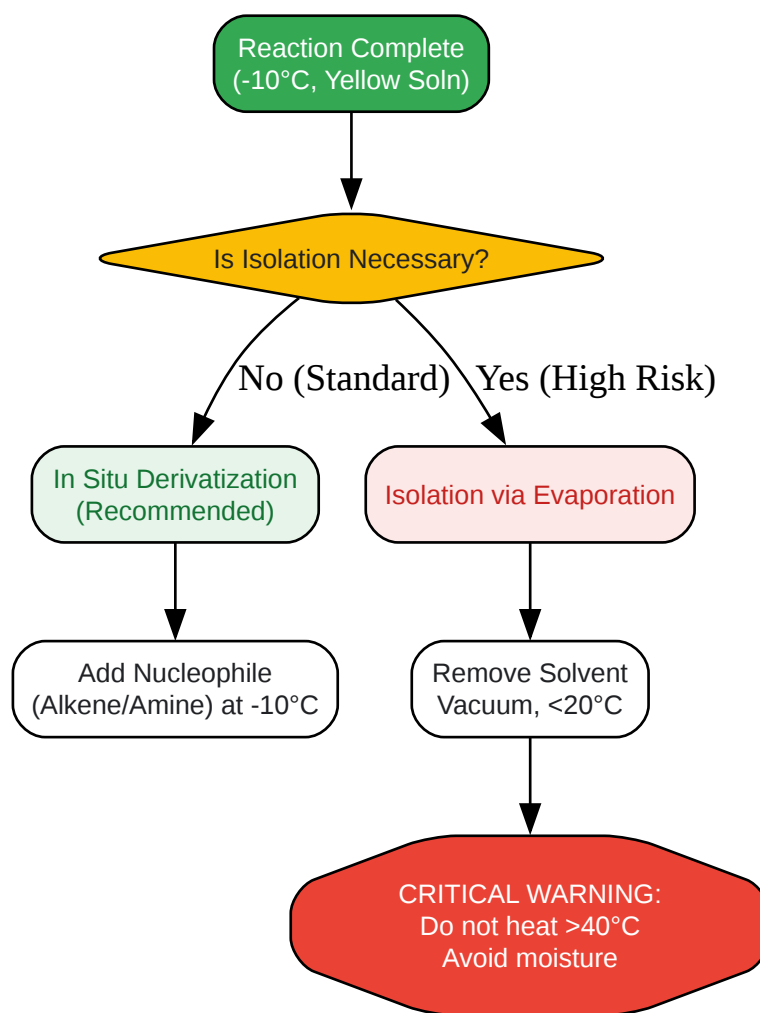 Reaction Complete
(-10°C, Yellow Soln)
Is Isolation Necessary?
No (Standard)
Yes (High Risk)
In Situ Derivatization
(Recommended)
Isolation via Evaporation
Add Nucleophile
(Alkene/Amine) at -10°C
Remove Solvent
Vacuum, <20°C
CRITICAL WARNING:
Do not heat >40°C
Avoid moisture